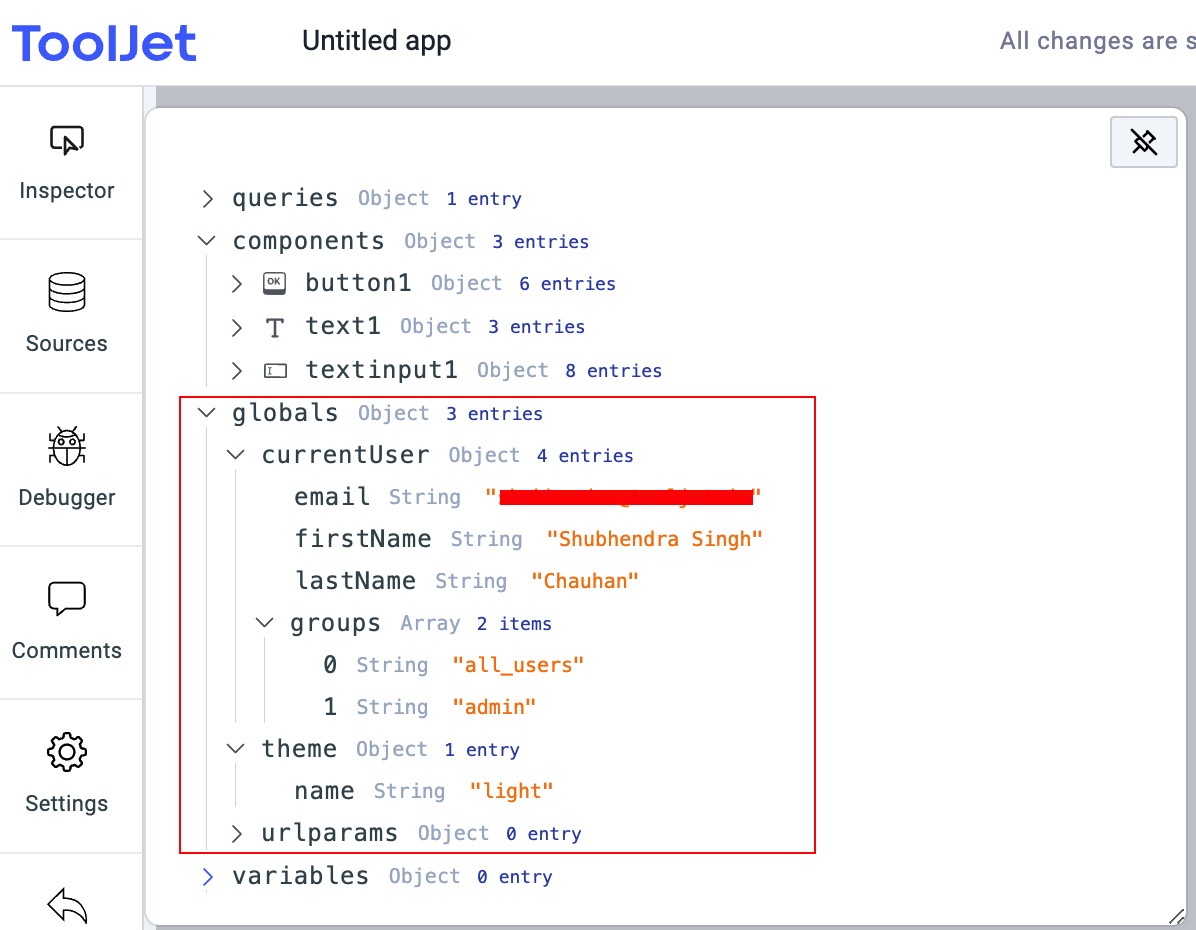 ToolJet
Untitled app
All changes are s
Inspector
Sources
Debugger
Comments
Settings
queries Object 1 entry
components Object 3 entries
OK button1 Object 6 entries
T text1 Object 3 entries
textinput1 Object 8 entries
globals Object 3 entries
currentUser Object 4 entries
email String "
firstName String "Shubhendra Singh"
lastName String "Chauhan"
groups Array 2 items
0 String "all_users"
1 String "admin"
theme Object 1 entry
name String "light"
urlparams Object 0 entry
variables Object 0 entry